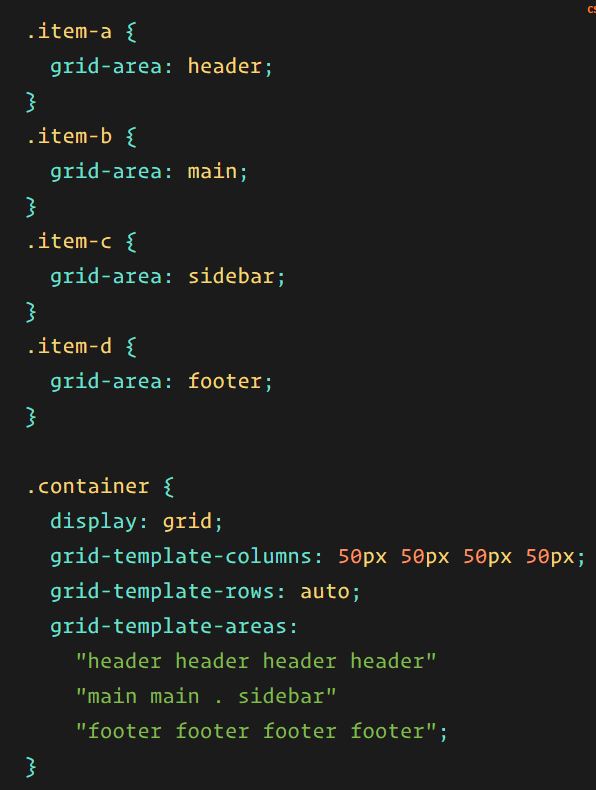 .item-a {
  grid-area: header;
}
.item-b {
  grid-area: main;
}
.item-c {
  grid-area: sidebar;
}
.item-d {
  grid-area: footer;
}

.container {
  display: grid;
  grid-template-columns: 50px 50px 50px 50px;
  grid-template-rows: auto;
  grid-template-areas:
    "header header header header"
    "main main . sidebar"
    "footer footer footer footer";
}